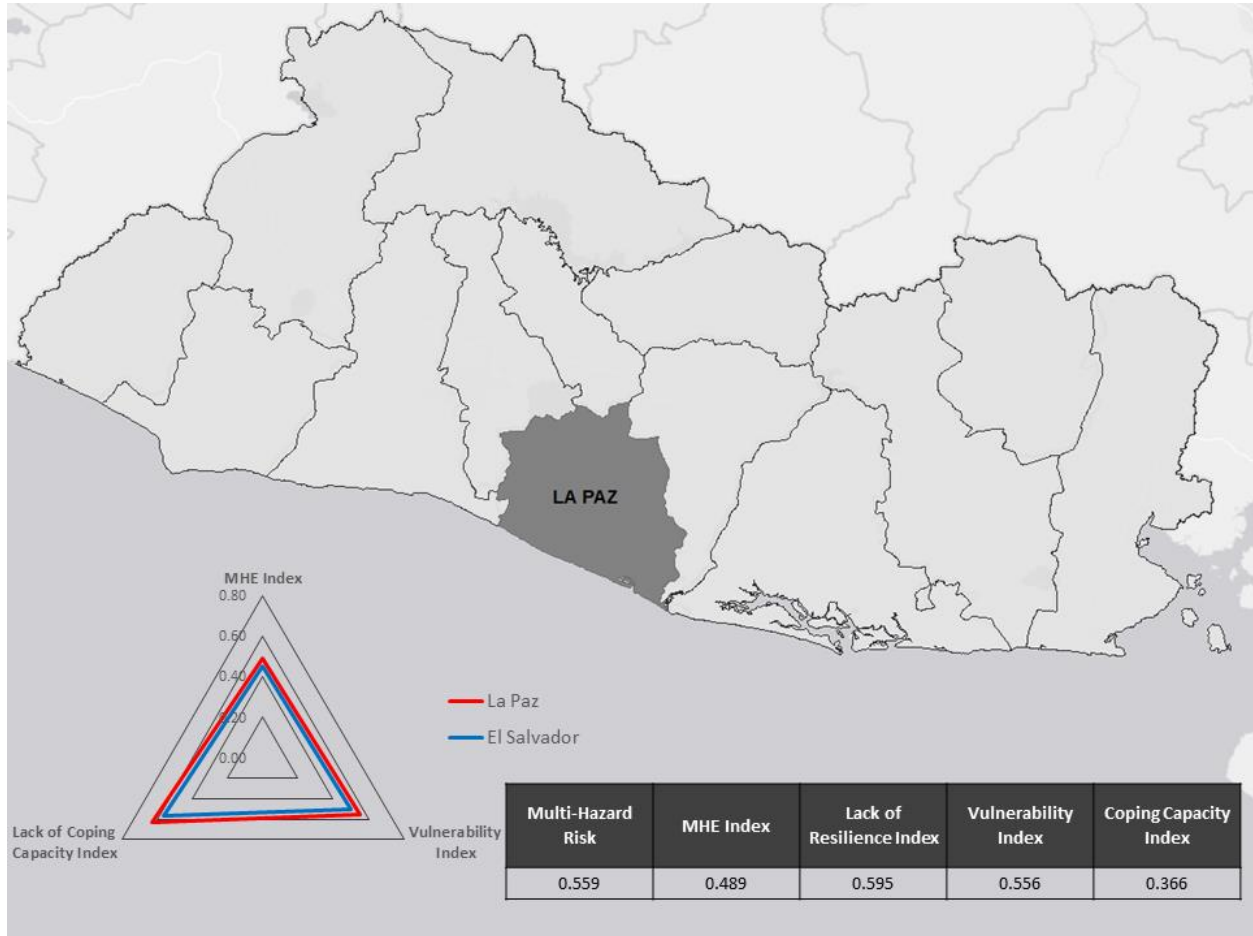 LA PAZ
MHE Index
0.80
0.60
0.40
0.20
0.00
Lack of Coping
Capacity Index
Vulnerability
Index
La Paz
El Salvador
Multi-Hazard
Risk
MHE Index
Lack of
Resilience Index
Vulnerability
Index
Coping Capacity
Index
0.559
0.489
0.595
0.556
0.366